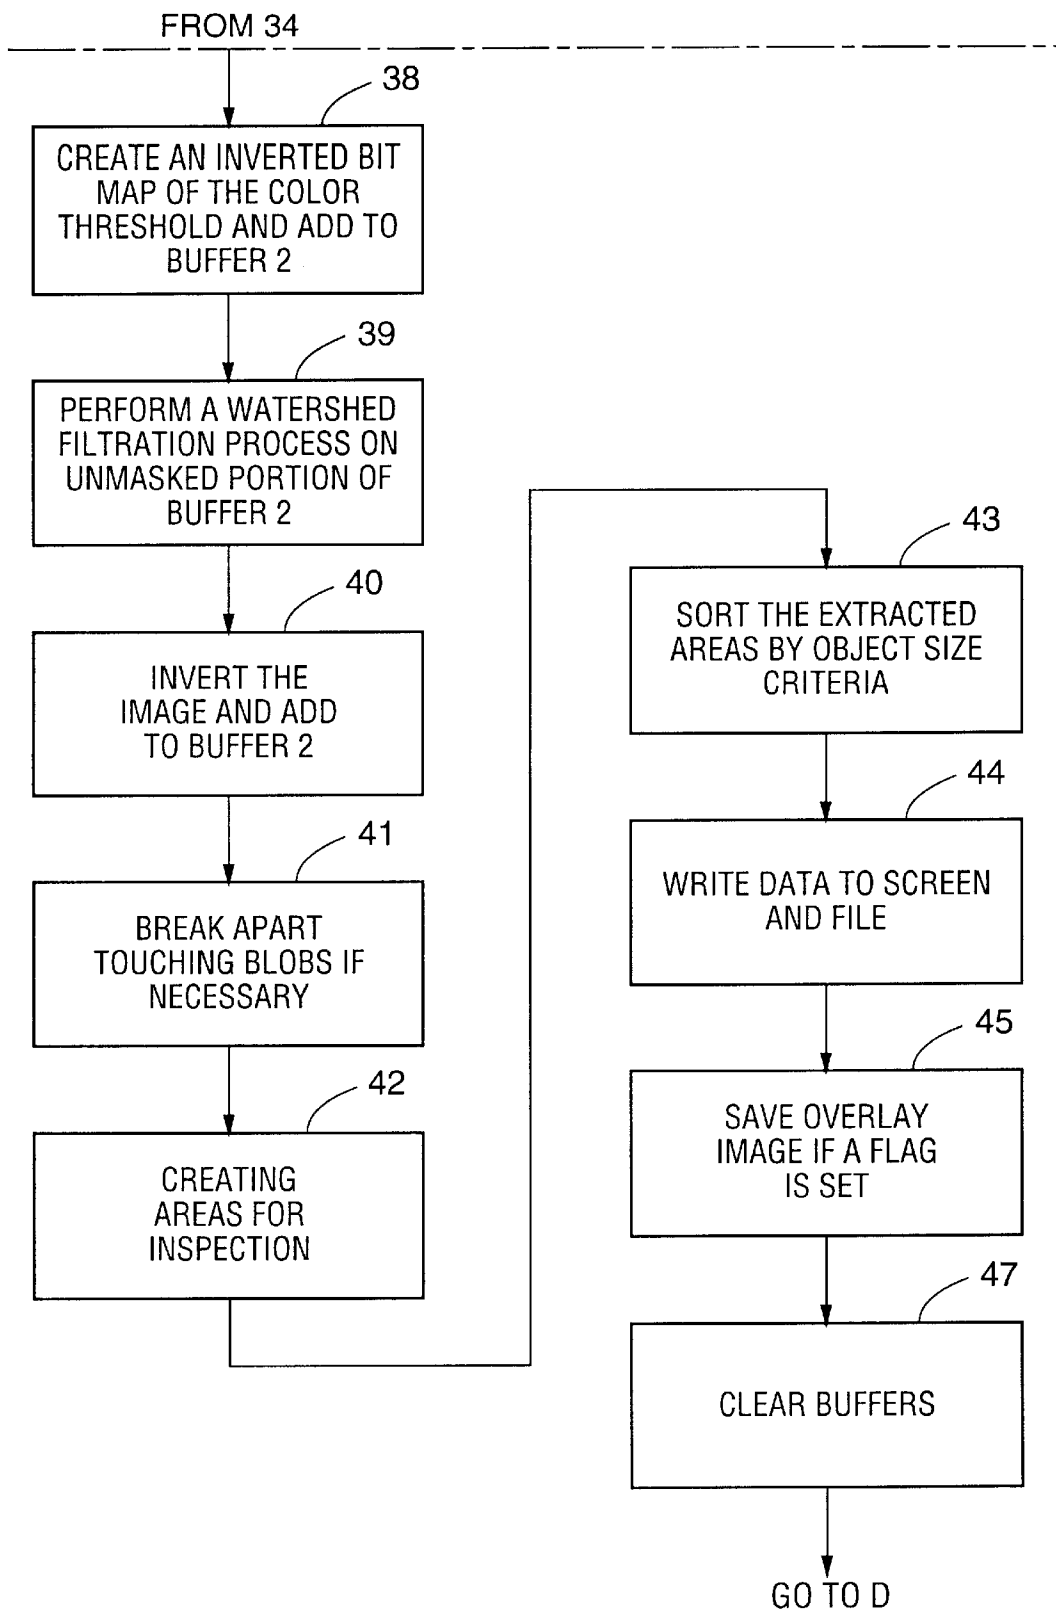 FROM 34
38
CREATE AN INVERTED BIT
MAP OF THE COLOR
THRESHOLD AND ADD TO
BUFFER 2
39
PERFORM A WATERSHED
FILTRATION PROCESS ON
UNMASKED PORTION OF
BUFFER 2
40
INVERT THE
IMAGE AND ADD
TO BUFFER 2
41
BREAK APART
TOUCHING BLOBS IF
NECESSARY
42
CREATING
AREAS FOR
INSPECTION
43
SORT THE EXTRACTED
AREAS BY OBJECT SIZE
CRITERIA
44
WRITE DATA TO SCREEN
AND FILE
45
SAVE OVERLAY
IMAGE IF A FLAG
IS SET
47
CLEAR BUFFERS
GO TO D